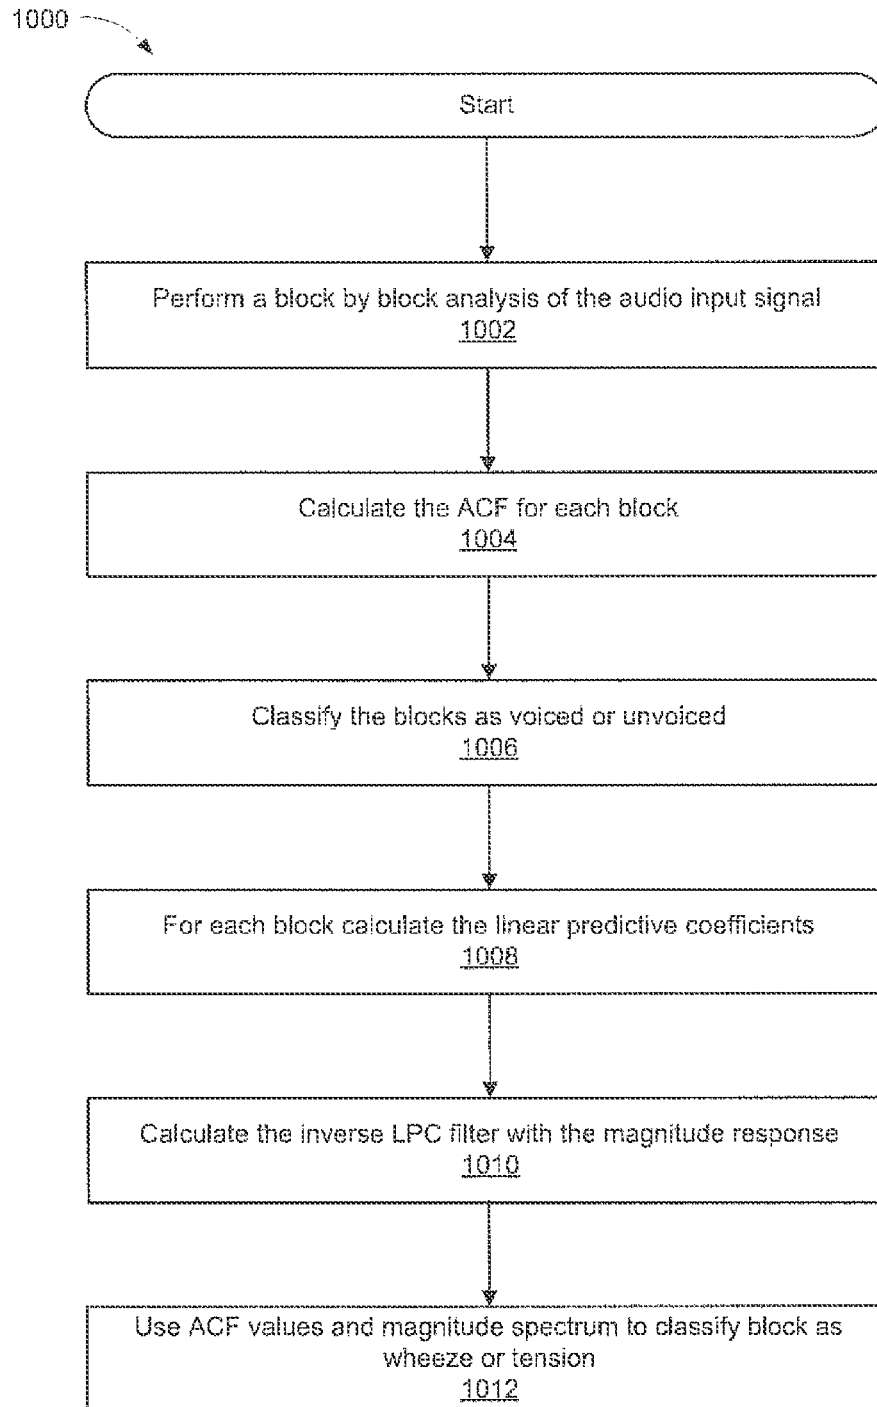 1000
Start
Perform a block by block analysis of the audio input signal
1002
Calculate the ACF for each block
1004
Classify the blocks as voiced or unvoiced
1006
For each block calculate the linear predictive coefficients
1008
Calculate the inverse LPC filter with the magnitude response
1010
Use ACF values and magnitude spectrum to classify block as
wheeze or tension
1012